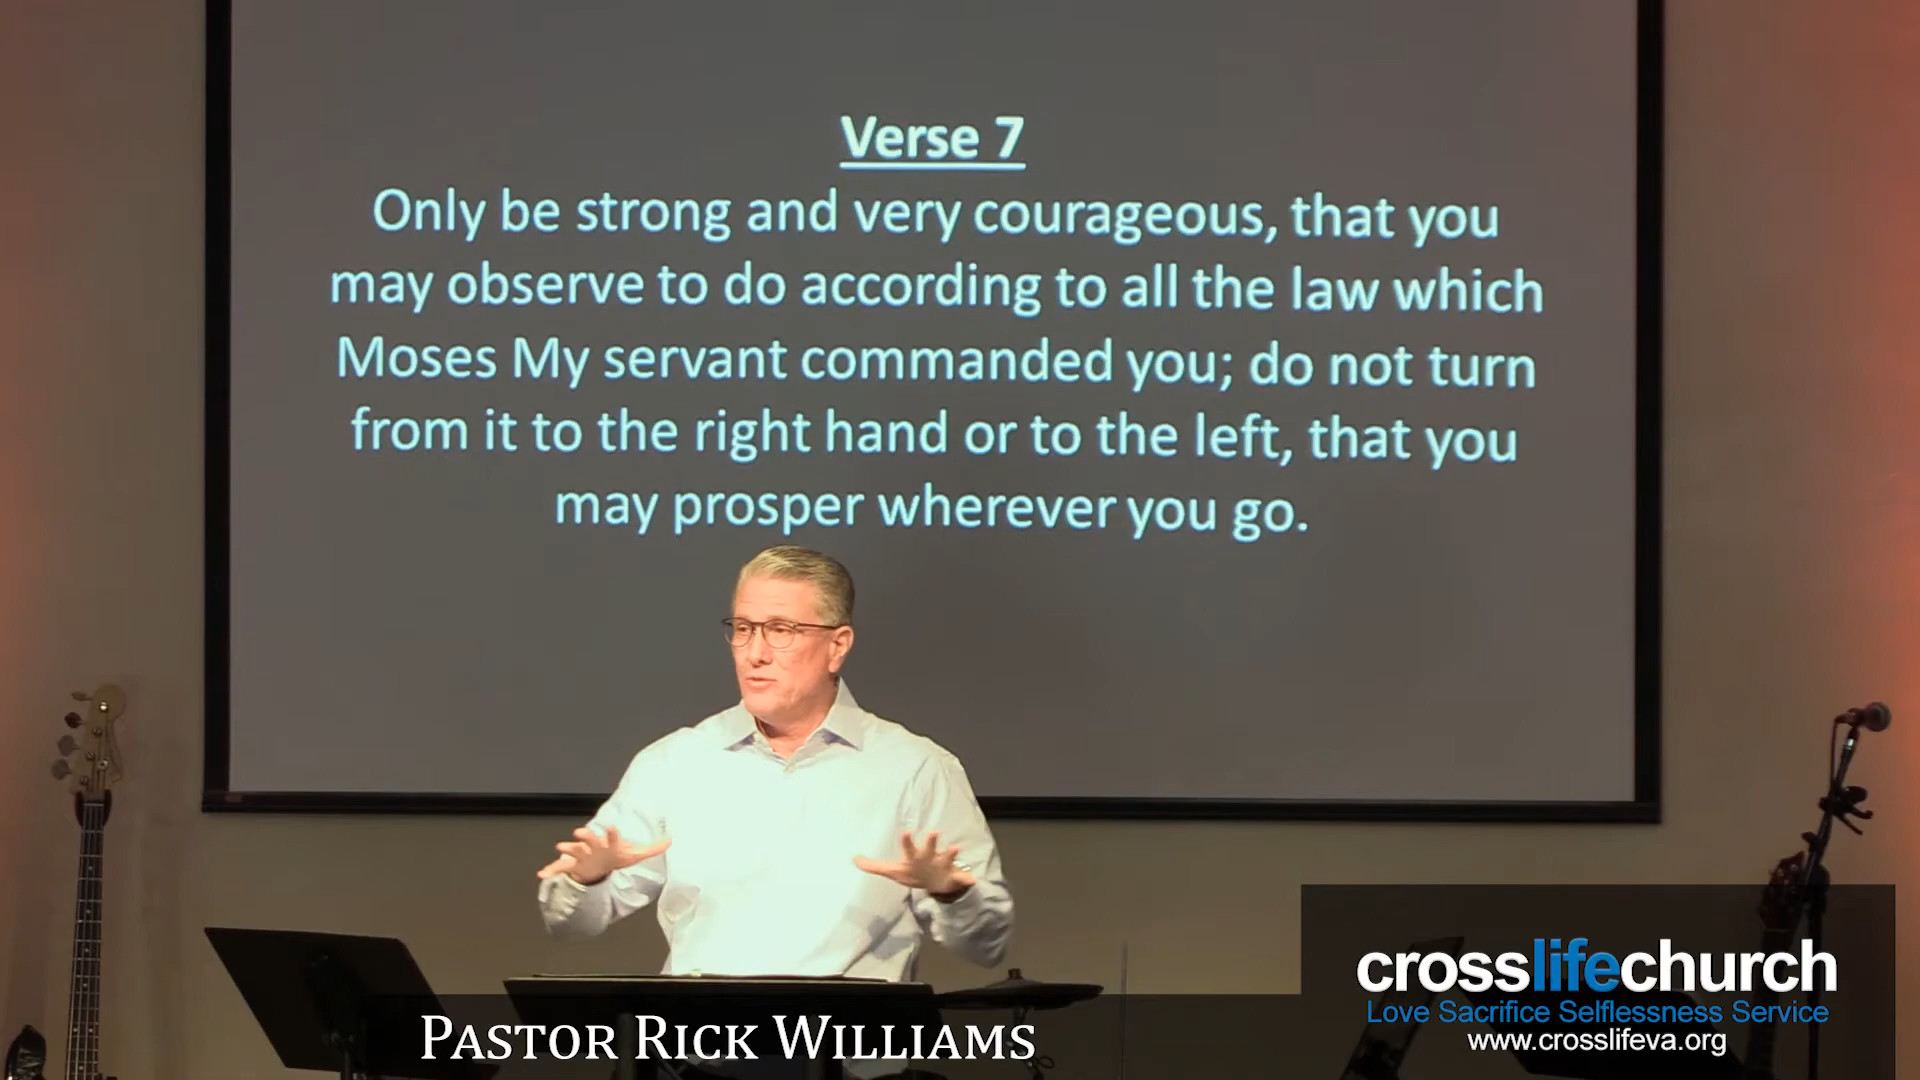 Verse 7
Only be strong and very courageous, that you
may observe to do according to all the law which
Moses My servant commanded you; do not turn
from it to the right hand or to the left, that you
may prosper wherever you go.
PASTOR RICK WILLIAMS
crosslifechurch
Love Sacrifice Selflessness Service
www.crosslifeva.org